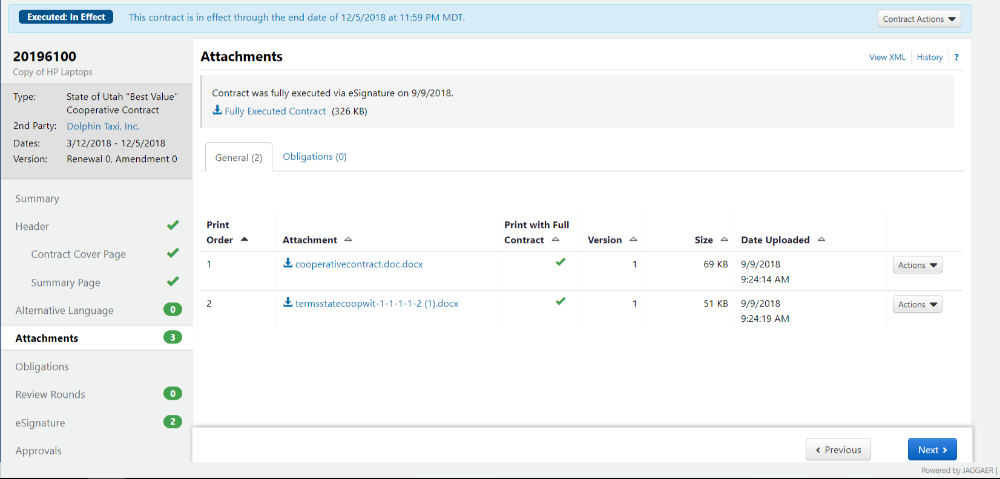 Executed: In Effect
This contract is in effect through the end date of 12/5/2018 at 11:59 PM MDT.
Contract Actions
20196100
Copy of HP Laptops
Type: State of Utah "Best Value"
Cooperative Contract
2nd Party: Dolphin Taxi, Inc.
Dates: 3/12/2018 - 12/5/2018
Version: Renewal 0, Amendment 0
Summary
Header
Contract Cover Page
Summary Page
Alternative Language 0
Attachments 3
Obligations
Review Rounds 0
eSignature 2
Approvals
Attachments
View XML History ?
Contract was fully executed via eSignature on 9/9/2018.
Fully Executed Contract (326 KB)
General (2) Obligations (0)
Print Order Attachment Print with Full Contract Version Size Date Uploaded
1 cooperativecontract.doc.docx 1 69 KB 9/9/2018 Actions
9:24:14 AM
2 termsstatecoopwit-1-1-1-1-2 (1).docx 1 51 KB 9/9/2018 Actions
9:24:19 AM
‹ Previous Next ›
Powered by JAGGAER |